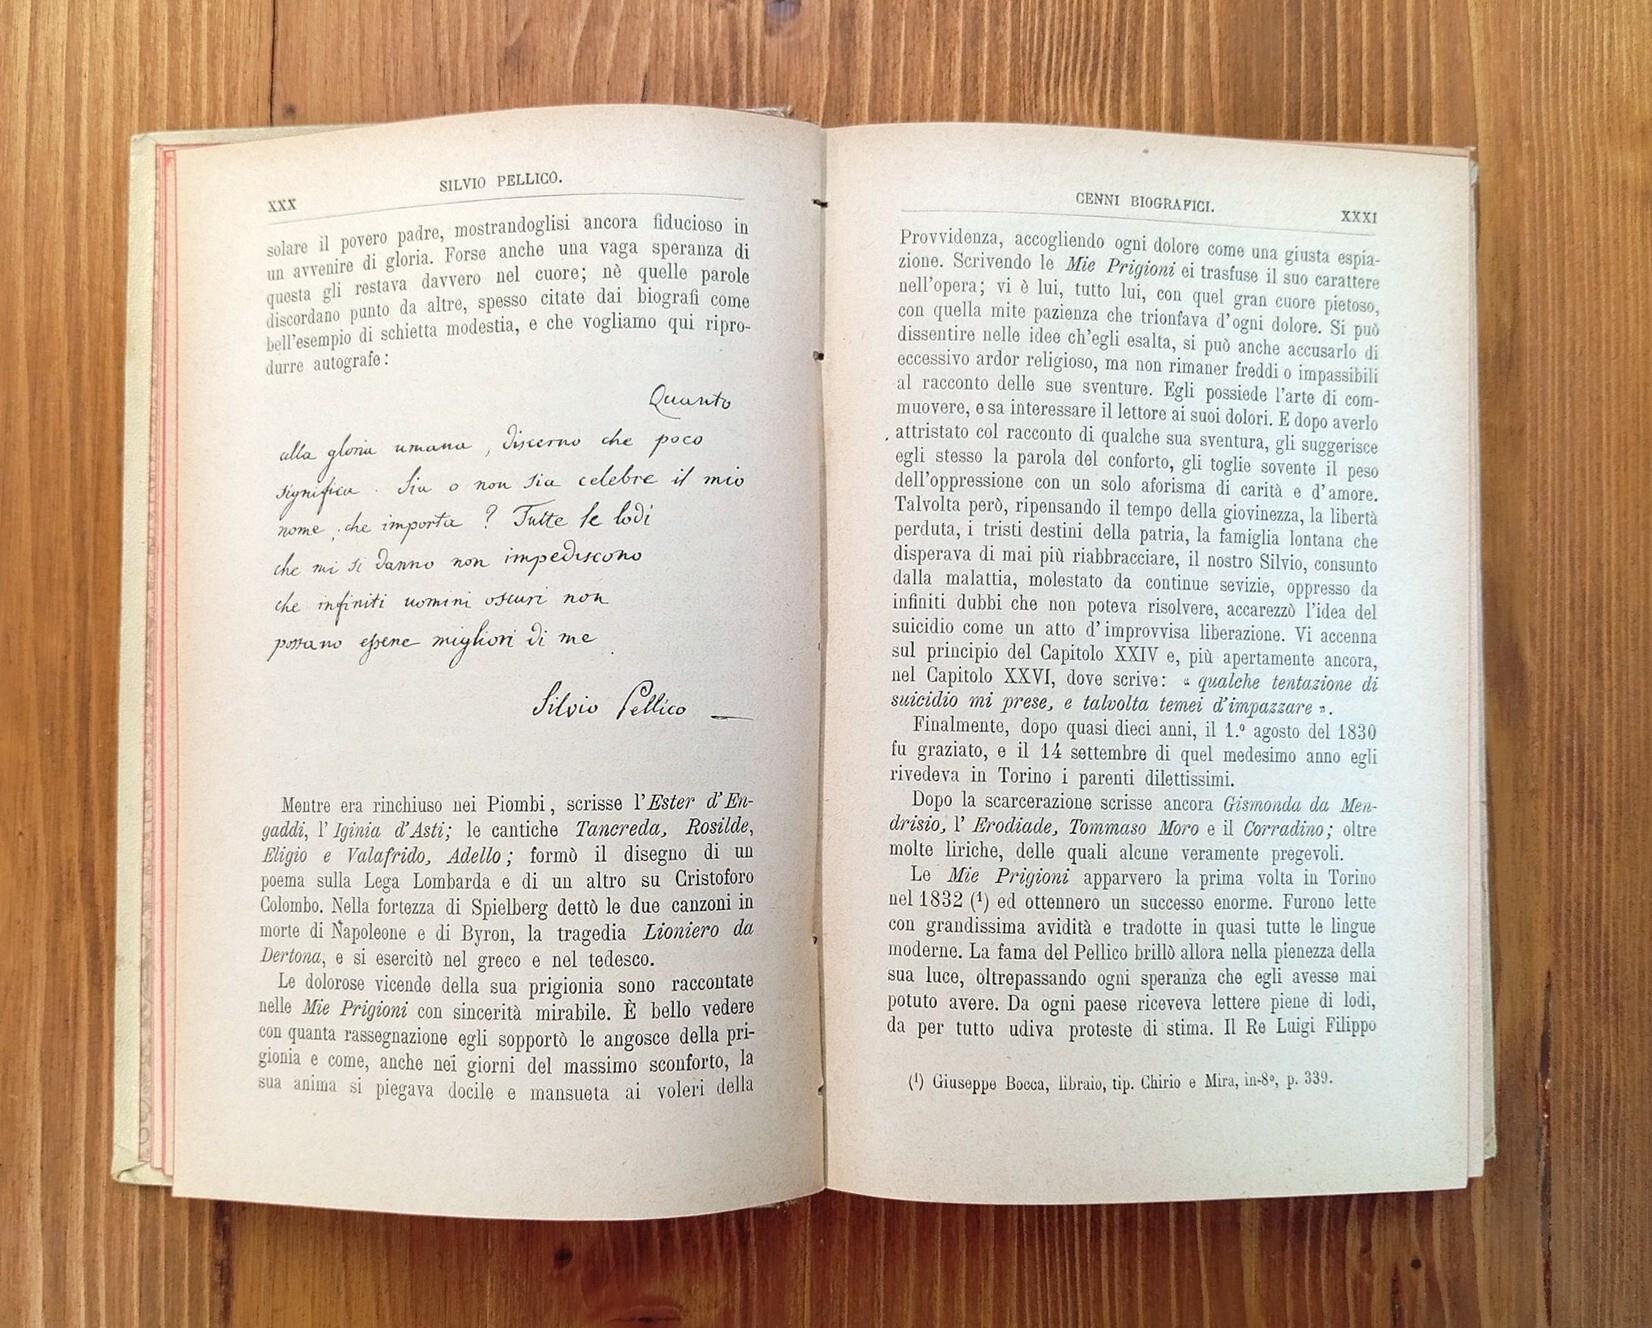 XXX
SILVIO PELLICO.
solare il povero padre, mostrandoglisi ancora fiducioso in
un avvenire di gloria. Forse anche una vaga speranza di
questa gli restava davvero nel cuore; nè quelle parole
discordano punto da altre, spesso citate dai biografi come
bell'esempio di schietta modestia, e che vogliamo qui ripro-
durre autografe:
Quanto
alla gloria umana, discerno che poco
significa. Sia o non sia celebre il mio
nome, che importa? Tutte le lodi
che mi si danno non impediscono
che infiniti uomini oscuri non
possano essere migliori di me.
Silvio Pellico —
Mentre era rinchiuso nei Piombi, scrisse l'Ester d'En-
gaddi, l'Iginia d'Asti; le cantiche Tancreda, Rosilde,
Eligio e Valafrido, Adello; formò il disegno di un
poema sulla Lega Lombarda e di un altro su Cristoforo
Colombo. Nella fortezza di Spielberg dettò le due canzoni in
morte di Napoleone e di Byron, la tragedia Lioniero da
Dertona, e si esercitò nel greco e nel tedesco.
Le dolorose vicende della sua prigionia sono raccontate
nelle Mie Prigioni con sincerità mirabile. È bello vedere
con quanta rassegnazione egli sopportò le angosce della pri-
gionia e come, anche nei giorni del massimo sconforto, la
sua anima si piegava docile e mansueta ai voleri della
CENNI BIOGRAFICI.
XXXI
Provvidenza, accogliendo ogni dolore come una giusta espia-
zione. Scrivendo le Mie Prigioni ei trasfuse il suo carattere
nell'opera; vi è lui, tutto lui, con quel gran cuore pietoso,
con quella mite pazienza che trionfava d'ogni dolore. Si può
dissentire nelle idee ch'egli esalta, si può anche accusarlo di
eccessivo ardor religioso, ma non rimaner freddi o impassibili
al racconto delle sue sventure. Egli possiede l'arte di com-
muovere, e sa interessare il lettore ai suoi dolori. E dopo averlo
attristato col racconto di qualche sua sventura, gli suggerisce
egli stesso la parola del conforto, gli toglie sovente il peso
dell'oppressione con un solo aforisma di carità e d'amore.
Talvolta però, ripensando il tempo della giovinezza, la libertà
perduta, i tristi destini della patria, la famiglia lontana che
disperava di mai più riabbracciare, il nostro Silvio, consunto
dalla malattia, molestato da continue sevizie, oppresso da
infiniti dubbi che non poteva risolvere, accarezzò l'idea del
suicidio come un atto d'improvvisa liberazione. Vi accenna
sul principio del Capitolo XXIV e, più apertamente ancora,
nel Capitolo XXVI, dove scrive: « qualche tentazione di
suicidio mi prese, e talvolta temei d'impazzare ».
Finalmente, dopo quasi dieci anni, il 1.º agosto del 1830
fu graziato, e il 14 settembre di quel medesimo anno egli
rivedeva in Torino i parenti dilettissimi.
Dopo la scarcerazione scrisse ancora Gismonda da Men-
drisio, l'Erodiade, Tommaso Moro e il Corradino; oltre
molte liriche, delle quali alcune veramente pregevoli.
Le Mie Prigioni apparvero la prima volta in Torino
nel 1832 (¹) ed ottennero un successo enorme. Furono lette
con grandissima avidità e tradotte in quasi tutte le lingue
moderne. La fama del Pellico brillò allora nella pienezza della
sua luce, oltrepassando ogni speranza che egli avesse mai
potuto avere. Da ogni paese riceveva lettere piene di lodi,
da per tutto udiva proteste di stima. Il Re Luigi Filippo
(¹) Giuseppe Bocca, libraio, tip. Chirio e Mira, in-8º, p. 339.